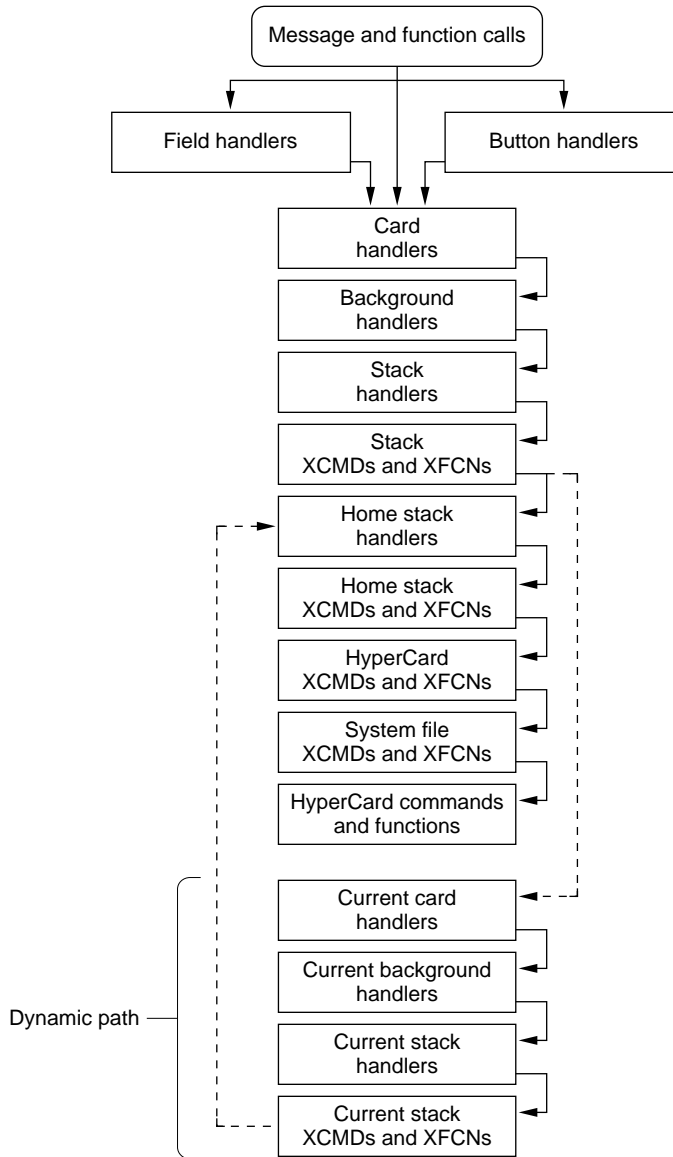 Message and function calls
Field handlers
Button handlers
Card
handlers
Background
handlers
Stack
handlers
Stack
XCMDs and XFCNs
Home stack
handlers
Home stack
XCMDs and XFCNs
HyperCard
XCMDs and XFCNs
System file
XCMDs and XFCNs
HyperCard commands
and functions
Current card
handlers
Current background
handlers
Dynamic path
Current stack
handlers
Current stack
XCMDs and XFCNs